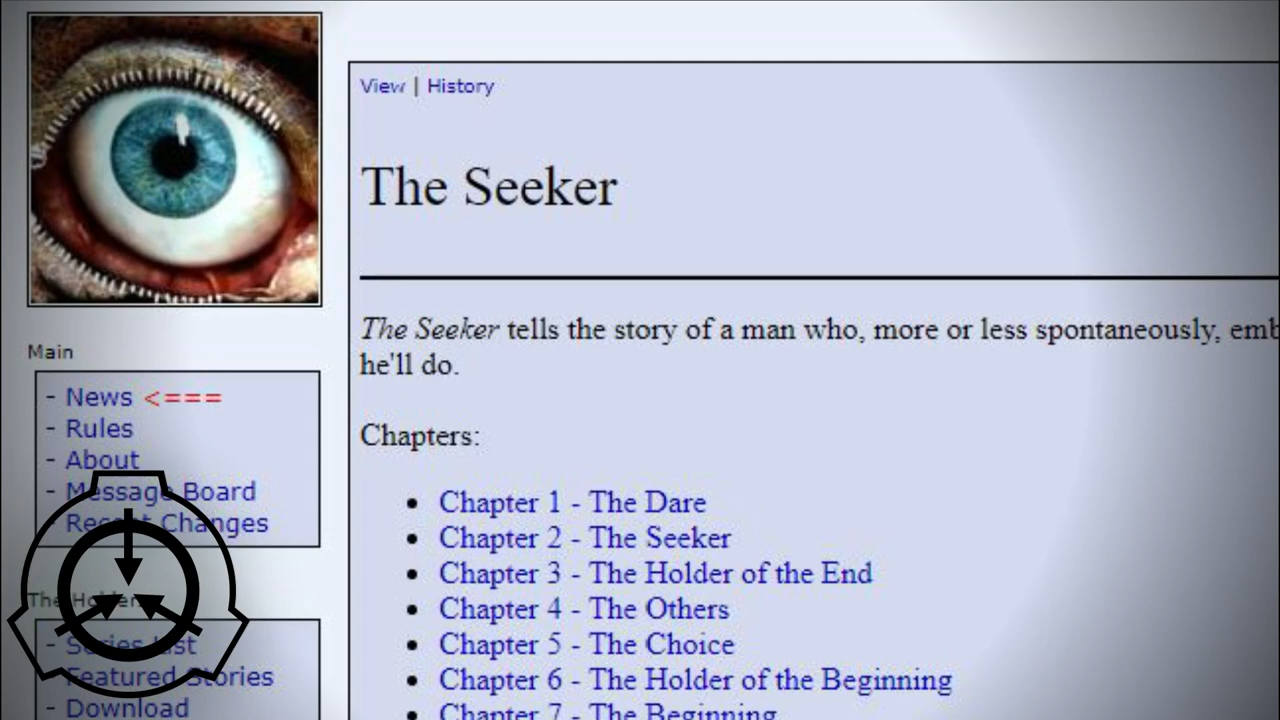 View | History
The Seeker
The Seeker tells the story of a man who, more or less spontaneously, emb
he'll do.
Chapters:
Chapter 1 - The Dare
Chapter 2 - The Seeker
Chapter 3 - The Holder of the End
Chapter 4 - The Others
Chapter 5 - The Choice
Chapter 6 - The Holder of the Beginning
Chapter 7 - The Beginning
Main
- News <===
- Rules
- About
- Message Board
- Recent Changes
The Holders
- Series List
- Featured Stories
- Download